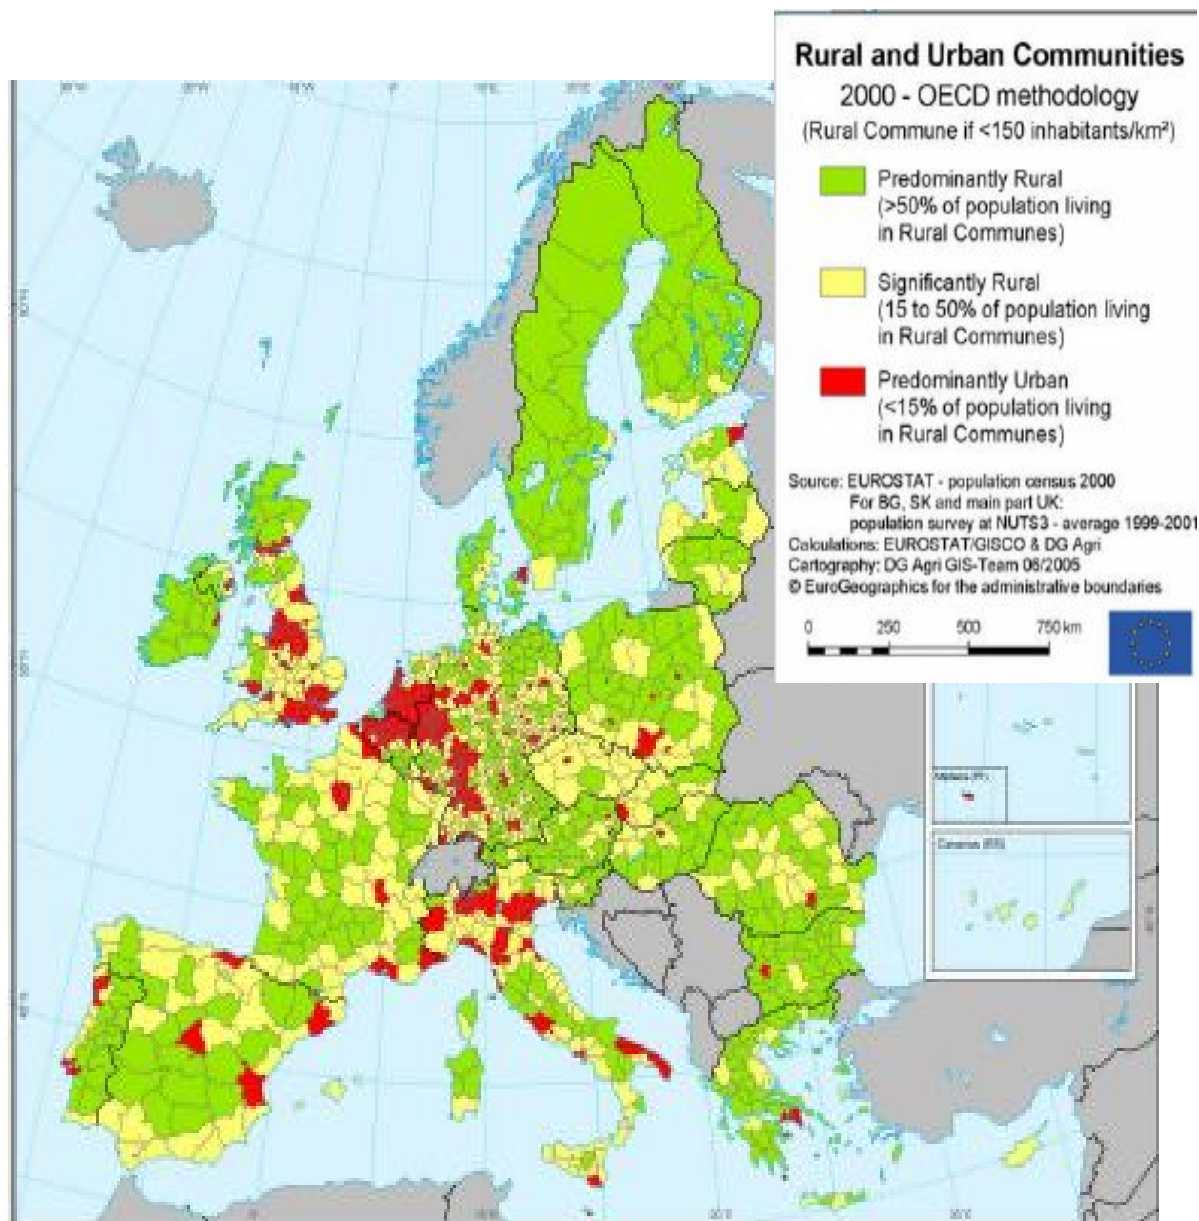 Rural and Urban Communities
2000 - OECD methodology
(Rural Commune if <150 inhabitants/km²)
Predominantly Rural
(>50% of population living
in Rural Communes)
Significantly Rural
(15 to 50% of population living
in Rural Communes)
Predominantly Urban
(<15% of population living
in Rural Communes)
Source: EUROSTAT - population census 2000
For BG, SK and main part UK:
population survey at NUTS3 - average 1999-2001
Calculations: EUROSTAT/GISCO & DG Agri
Cartography: DG Agri GIS-Team 06/2005
© EuroGeographics for the administrative boundaries
0 250 500 750 km